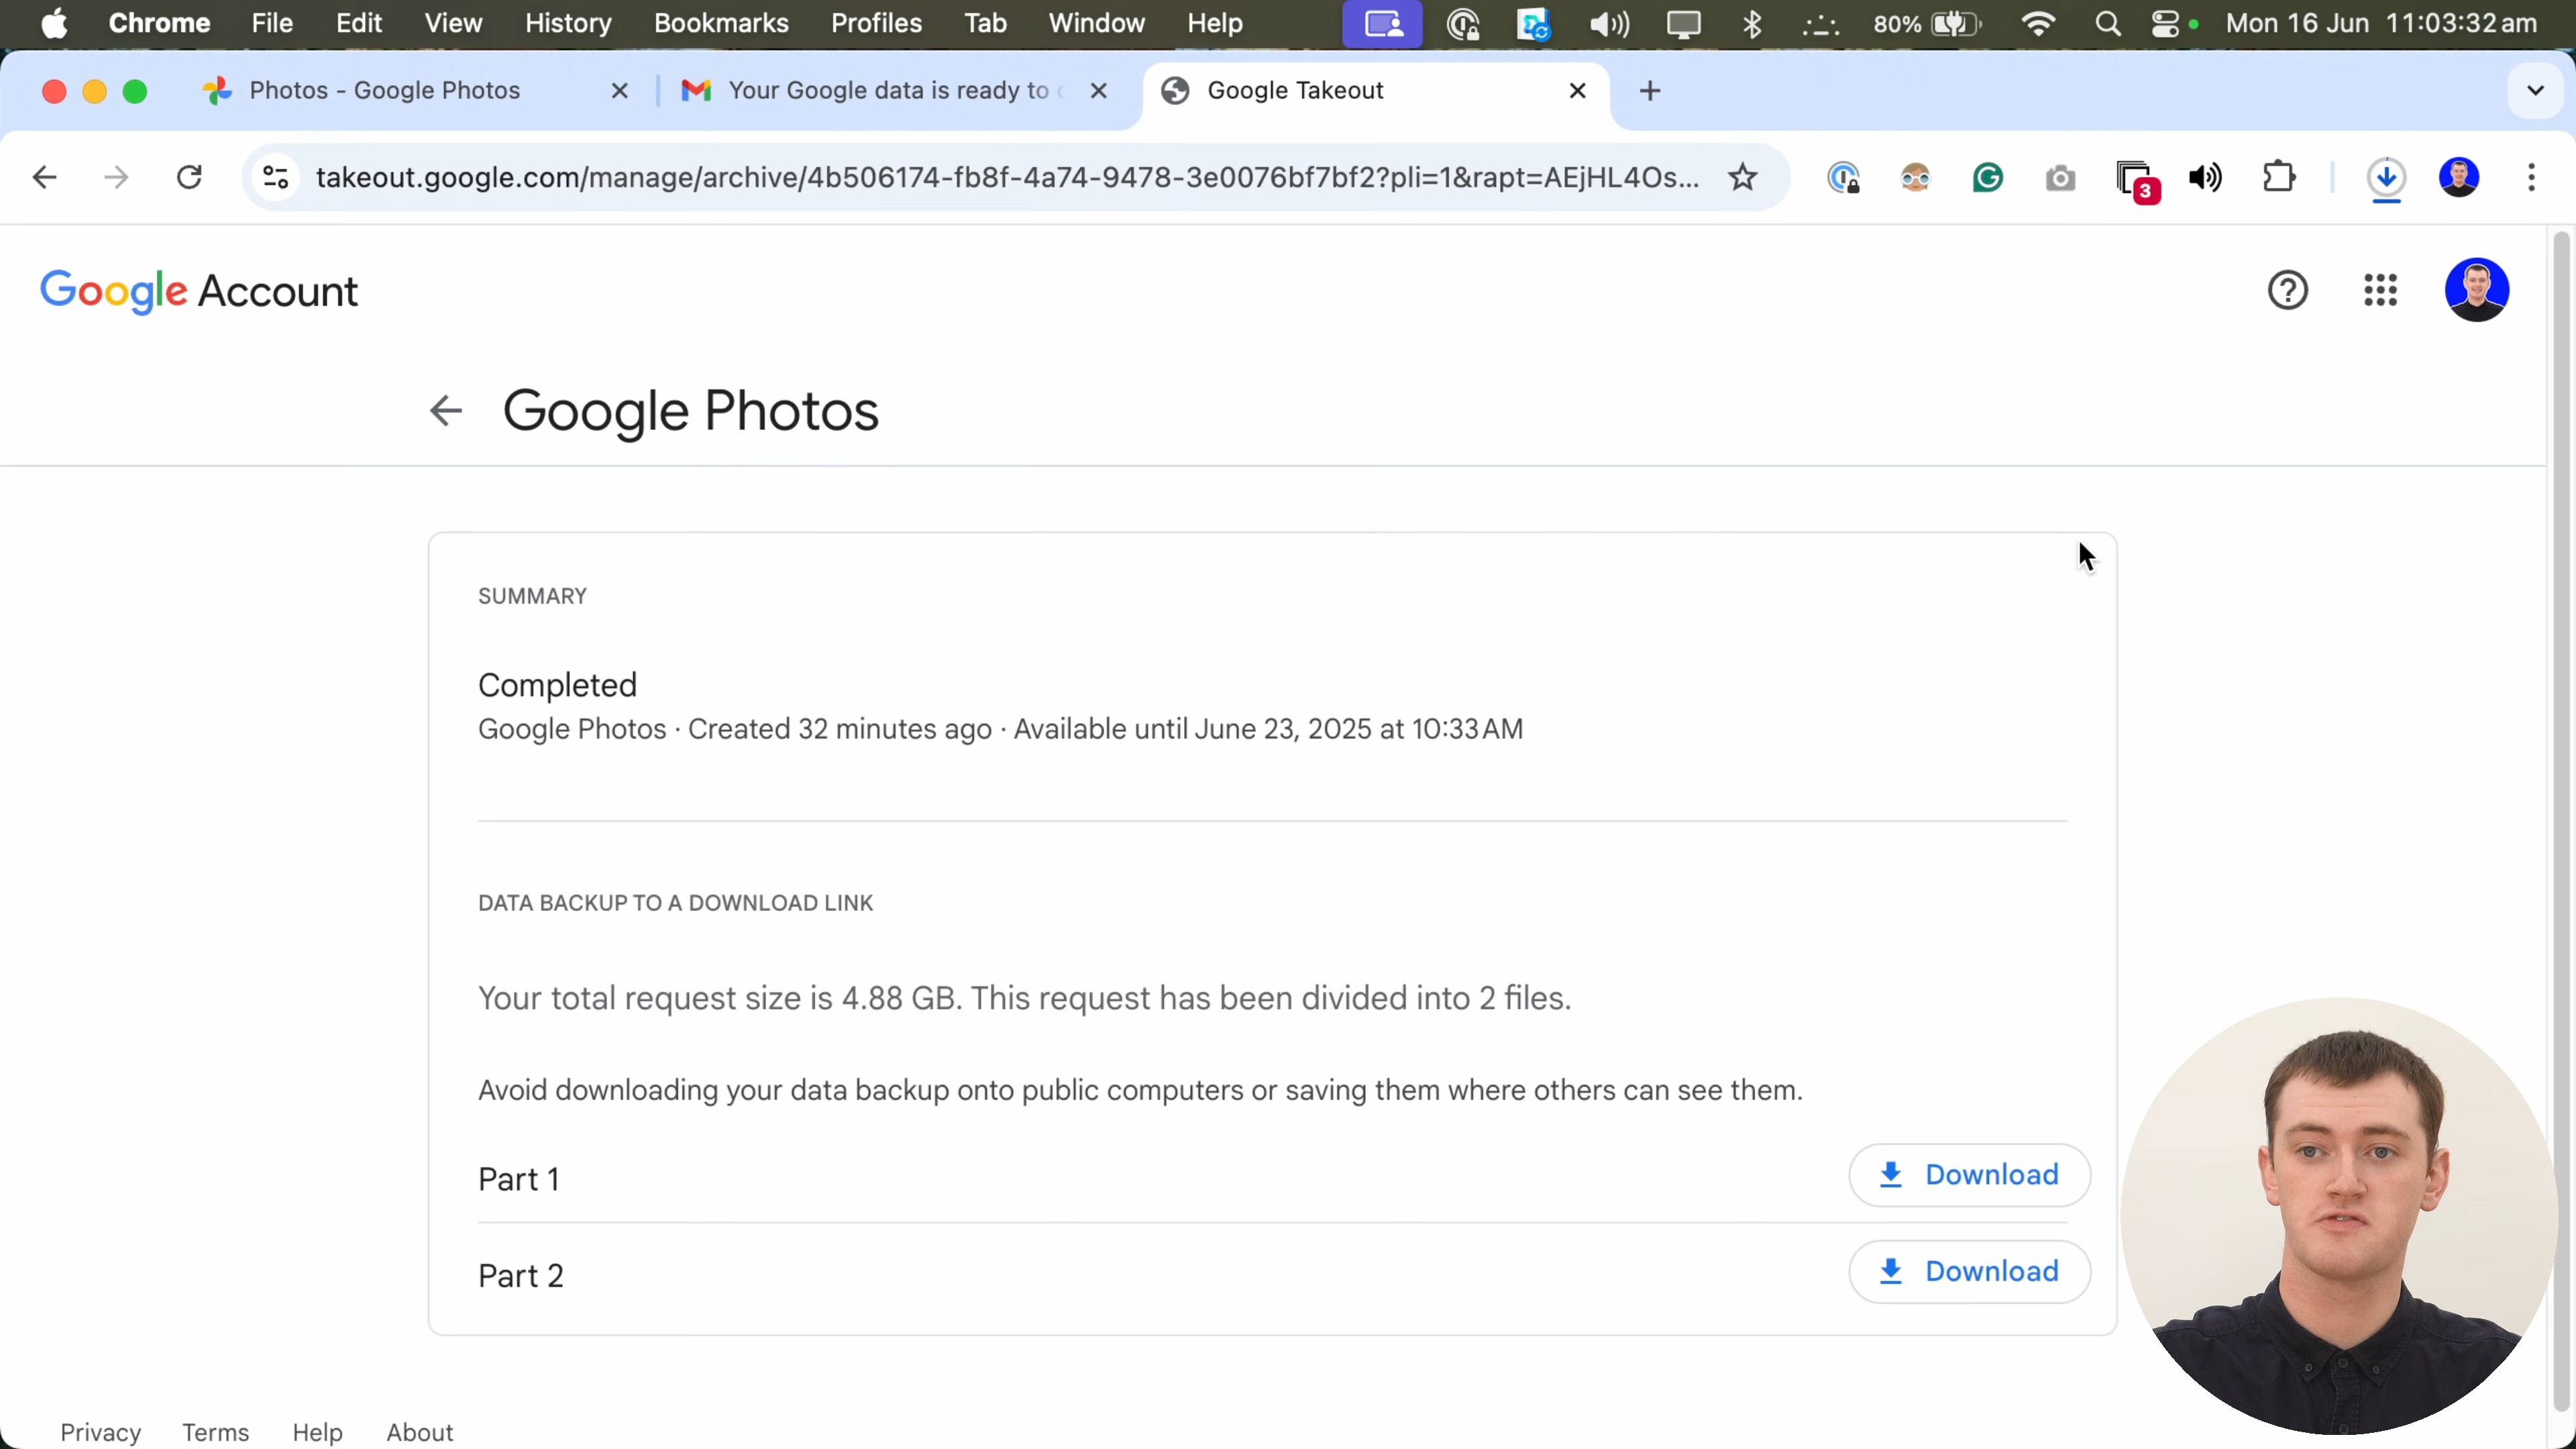 Chrome File Edit View History Bookmarks Profiles Tab Window Help 80% Mon 16 Jun 11:03:32 am
Photos - Google Photos Your Google data is ready to Google Takeout
takeout.google.com/manage/archive/4b506174-fb8f-4a74-9478-3e0076bf7bf2?pli=1&rapt=AEjHL4Os... 3
Google Account
Google Photos
SUMMARY
Completed
Google Photos · Created 32 minutes ago · Available until June 23, 2025 at 10:33 AM
DATA BACKUP TO A DOWNLOAD LINK
Your total request size is 4.88 GB. This request has been divided into 2 files.
Avoid downloading your data backup onto public computers or saving them where others can see them.
Part 1 Download
Part 2 Download
Privacy Terms Help About